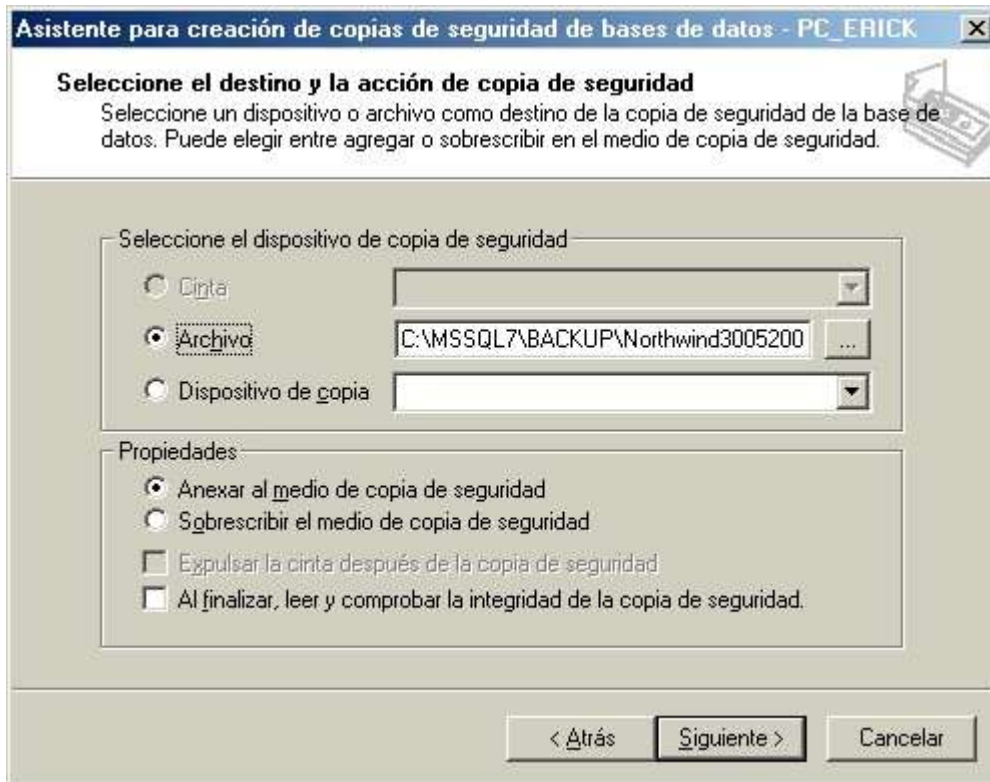 Asistente para creación de copias de seguridad de bases de datos - PC_ERICK
Seleccione el destino y la acción de copia de seguridad
Seleccione un dispositivo o archivo como destino de la copia de seguridad de la base de
datos. Puede elegir entre agregar o sobrescribir en el medio de copia de seguridad.
Seleccione el dispositivo de copia de seguridad
Cinta
Archivo C:\MSSQL7\BACKUP\Northwind3005200 ...
Dispositivo de copia
Propiedades
Anexar al medio de copia de seguridad
Sobrescribir el medio de copia de seguridad
Expulsar la cinta después de la copia de seguridad
Al finalizar, leer y comprobar la integridad de la copia de seguridad.
< Atrás Siguiente > Cancelar